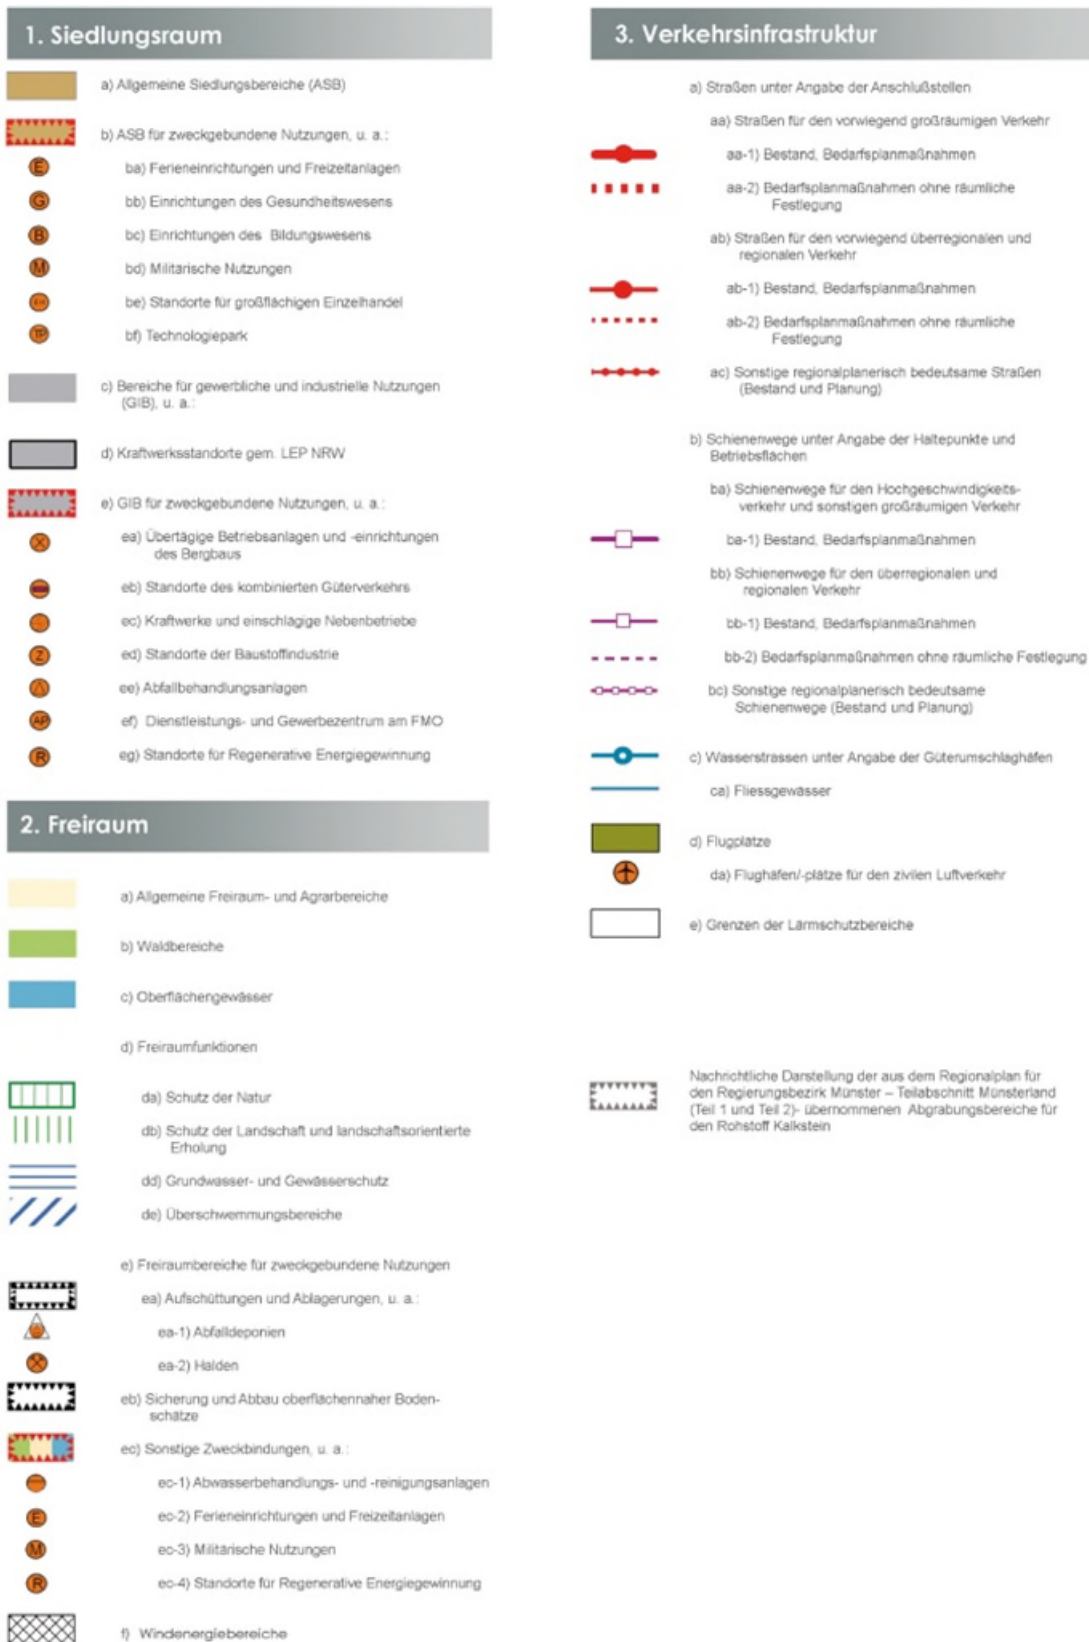 1. Siedlungsraum
a) Allgemeine Siedlungsbereiche (ASB)
b) ASB für zweckgebundene Nutzungen, u. a.:
E
ba) Ferieneinrichtungen und Freizeitanlagen
G
bb) Einrichtungen des Gesundheitswesens
B
bc) Einrichtungen des Bildungswesens
M
bd) Militärische Nutzungen
be) Standorte für großflächigen Einzelhandel
TP
bf) Technologiepark
c) Bereiche für gewerbliche und industrielle Nutzungen
(GIB), u. a.:
d) Kraftwerksstandorte gem. LEP NRW
e) GIB für zweckgebundene Nutzungen, u. a.:
ea) Übertägige Betriebsanlagen und -einrichtungen
des Bergbaus
eb) Standorte des kombinierten Güterverkehrs
ec) Kraftwerke und einschlägige Nebenbetriebe
Z
ed) Standorte der Baustoffindustrie
ee) Abfallbehandlungsanlagen
AP
ef) Dienstleistungs- und Gewerbezentrum am FMO
R
eg) Standorte für Regenerative Energiegewinnung
2. Freiraum
a) Allgemeine Freiraum- und Agrarbereiche
b) Waldbereiche
c) Oberflächengewässer
d) Freiraumfunktionen
da) Schutz der Natur
db) Schutz der Landschaft und landschaftsorientierte
Erholung
dd) Grundwasser- und Gewässerschutz
de) Überschwemmungsbereiche
e) Freiraumbereiche für zweckgebundene Nutzungen
ea) Aufschüttungen und Ablagerungen, u. a.:
ea-1) Abfalldeponien
ea-2) Halden
eb) Sicherung und Abbau oberflächennaher Boden-
schätze
ec) Sonstige Zweckbindungen, u. a.:
ec-1) Abwasserbehandlungs- und -reinigungsanlagen
E
ec-2) Ferieneinrichtungen und Freizeitanlagen
M
ec-3) Militärische Nutzungen
R
ec-4) Standorte für Regenerative Energiegewinnung
f) Windenergiebereiche
3. Verkehrsinfrastruktur
a) Straßen unter Angabe der Anschlußstellen
aa) Straßen für den vorwiegend großräumigen Verkehr
aa-1) Bestand, Bedarfsplanmaßnahmen
aa-2) Bedarfsplanmaßnahmen ohne räumliche
Festlegung
ab) Straßen für den vorwiegend überregionalen und
regionalen Verkehr
ab-1) Bestand, Bedarfsplanmaßnahmen
ab-2) Bedarfsplanmaßnahmen ohne räumliche
Festlegung
ac) Sonstige regionalplanerisch bedeutsame Straßen
(Bestand und Planung)
b) Schienenwege unter Angabe der Haltepunkte und
Betriebsflächen
ba) Schienenwege für den Hochgeschwindigkeits-
verkehr und sonstigen großräumigen Verkehr
ba-1) Bestand, Bedarfsplanmaßnahmen
bb) Schienenwege für den überregionalen und
regionalen Verkehr
bb-1) Bestand, Bedarfsplanmaßnahmen
bb-2) Bedarfsplanmaßnahmen ohne räumliche Festlegung
bc) Sonstige regionalplanerisch bedeutsame
Schienenwege (Bestand und Planung)
c) Wasserstrassen unter Angabe der Güterumschlaghäfen
ca) Fliessgewässer
d) Flugplätze
da) Flughäfen/-plätze für den zivilen Luftverkehr
e) Grenzen der Lärmschutzbereiche
Nachrichtliche Darstellung der aus dem Regionalplan für
den Regierungsbezirk Münster – Teilabschnitt Münsterland
(Teil 1 und Teil 2)- übernommenen Abgrabungsbereiche für
den Rohstoff Kalkstein